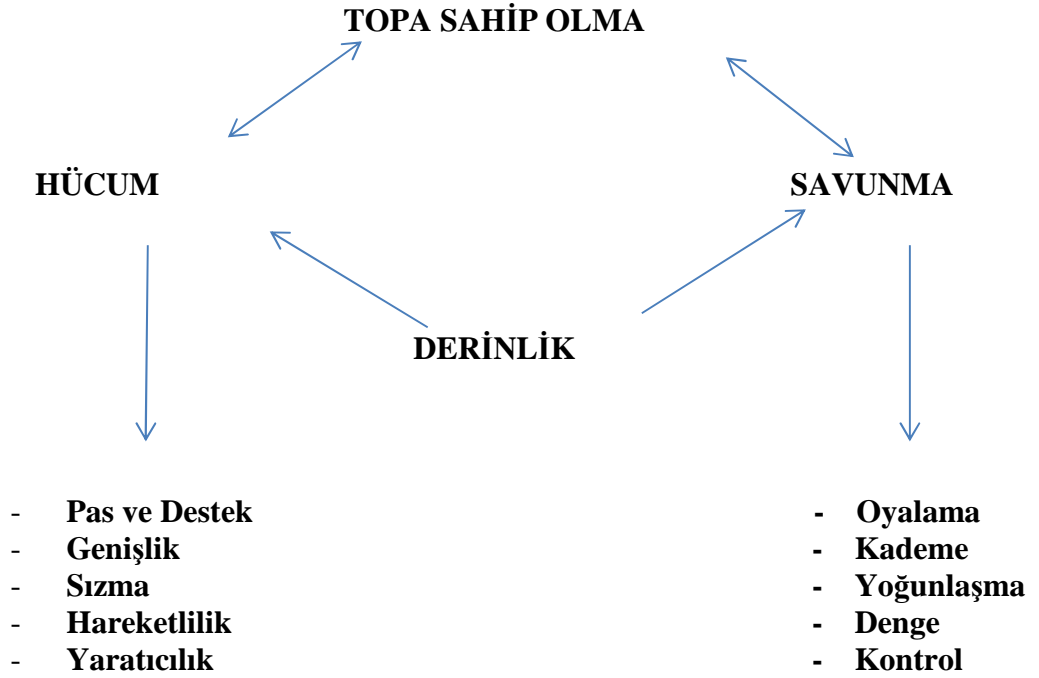 TOPA SAHİP OLMA
HÜCUM
SAVUNMA
DERİNLİK
- Pas ve Destek
- Genişlik
- Sızma
- Hareketlilik
- Yaratıcılık
- Oyalama
- Kademe
- Yoğunlaşma
- Denge
- Kontrol